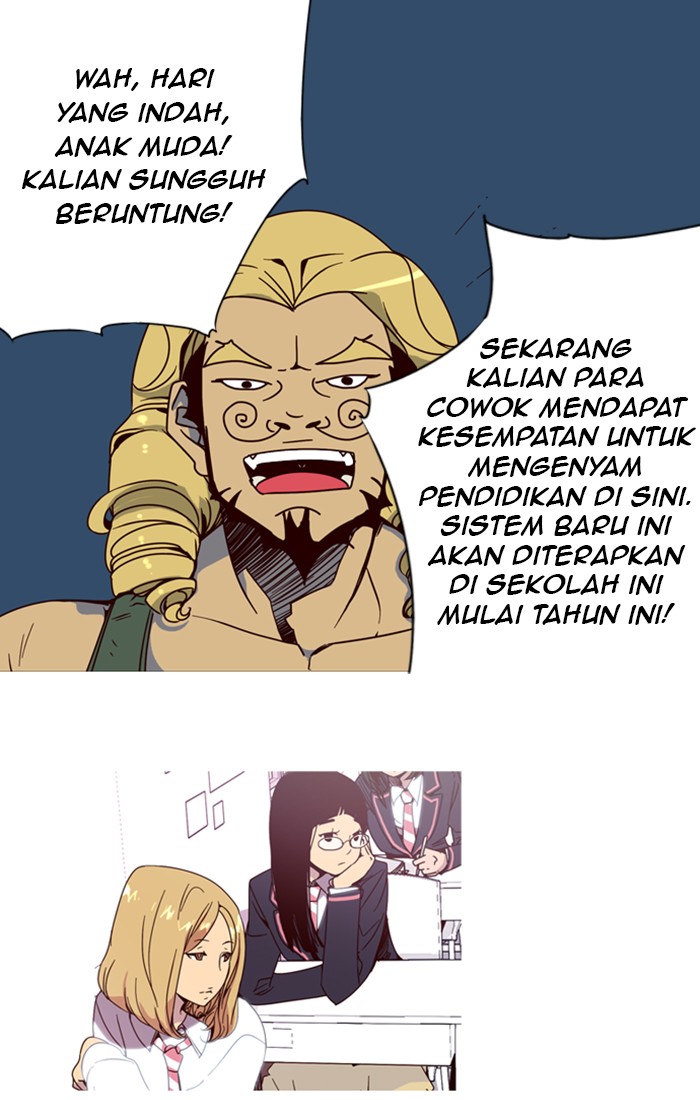 WAH, HARI
YANG INDAH,
ANAK MUDA!
KALIAN SUNGGUH
BERUNTUNG!
SEKARANG
KALIAN PARA
COWOK MENDAPAT
KESEMPATAN UNTUK
MENGENYAM
PENDIDIKAN DI SINI.
SISTEM BARU INI
AKAN DITERAPKAN
DI SEKOLAH INI
MULAI TAHUN INI!